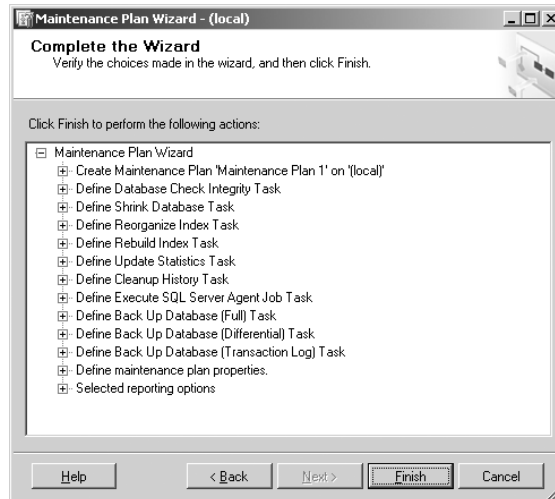 Maintenance Plan Wizard - (local)
Complete the Wizard
Verify the choices made in the wizard, and then click Finish.
Click Finish to perform the following actions:
Maintenance Plan Wizard
Create Maintenance Plan 'Maintenance Plan 1' on '(local)'
Define Database Check Integrity Task
Define Shrink Database Task
Define Reorganize Index Task
Define Rebuild Index Task
Define Update Statistics Task
Define Cleanup History Task
Define Execute SQL Server Agent Job Task
Define Back Up Database (Full) Task
Define Back Up Database (Differential) Task
Define Back Up Database (Transaction Log) Task
Define maintenance plan properties.
Selected reporting options
Help < Back Next > Finish Cancel